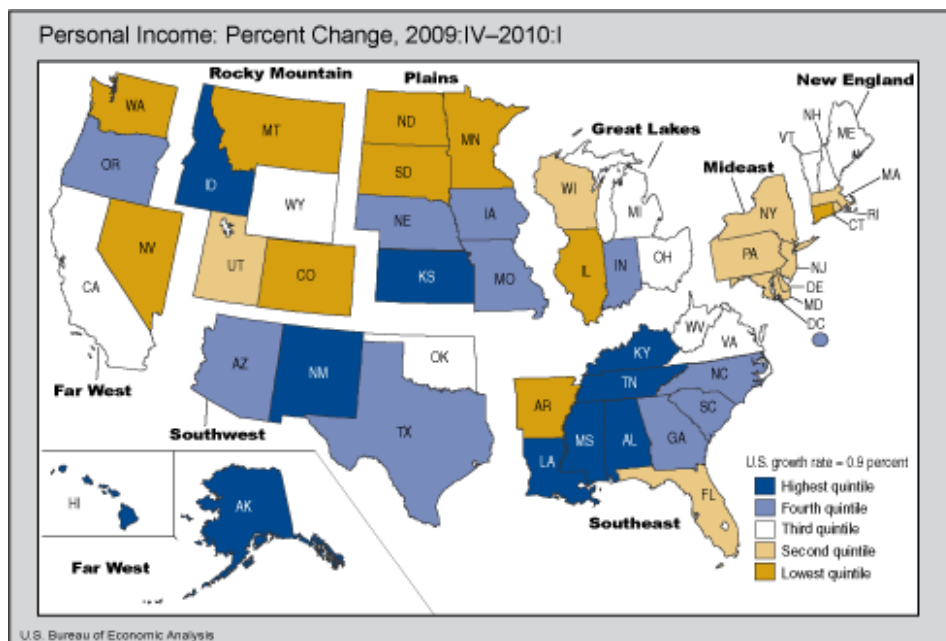 Personal Income: Percent Change, 2009:IV–2010:I
Rocky Mountain
Plains
New England
Great Lakes
Mideast
WA
MT
ND
MN
NH
VT
ME
OR
ID
SD
WI
MA
WY
MI
NY
RI
CT
NE
IA
NV
UT
CO
IL
IN
OH
PA
NJ
CA
KS
MO
DE
MD
DC
WV
VA
KY
AZ
NM
OK
TN
NC
Far West
AR
SC
TX
MS
AL
GA
Southwest
LA
U.S. growth rate = 0.9 percent
Highest quintile
Fourth quintile
Third quintile
Second quintile
Lowest quintile
HI
AK
FL
Southeast
Far West
U.S. Bureau of Economic Analysis